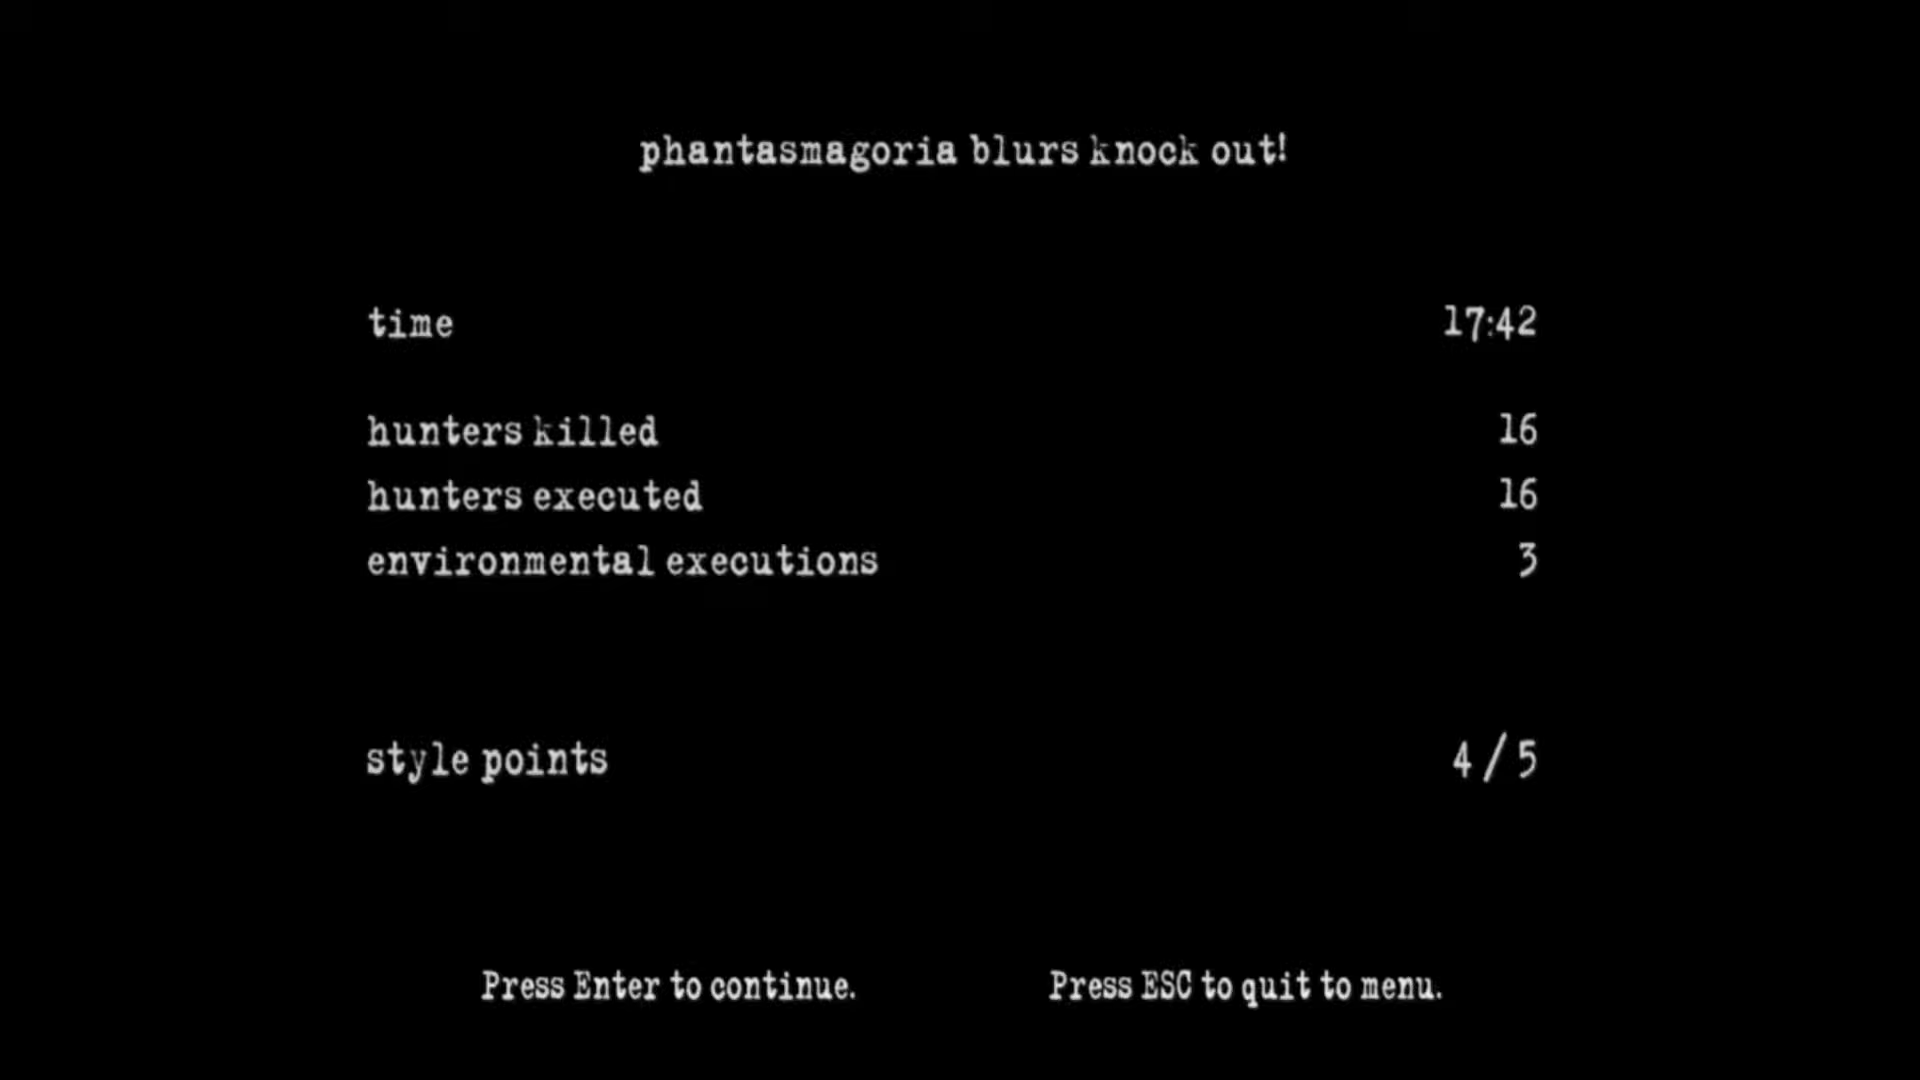 phantasmagoria blurs knock out!
time 17:42
hunters killed 16
hunters executed 16
environmental executions 3
style points 4 / 5
Press Enter to continue. Press ESC to quit to menu.